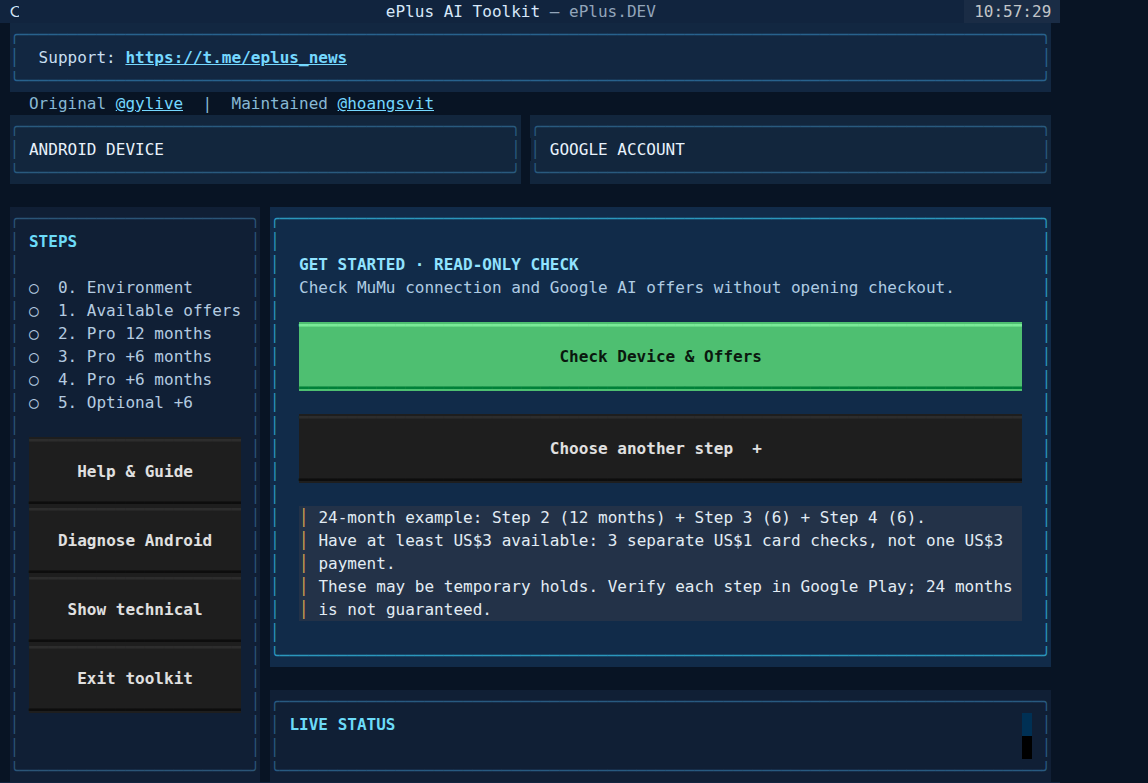 C
ePlus AI Toolkit — ePlus.DEV
10:57:29
Support: https://t.me/eplus_news
Original @gylive | Maintained @hoangsvit
ANDROID DEVICE
GOOGLE ACCOUNT
STEPS
○ 0. Environment
○ 1. Available offers
○ 2. Pro 12 months
○ 3. Pro +6 months
○ 4. Pro +6 months
○ 5. Optional +6
Help & Guide
Diagnose Android
Show technical
Exit toolkit
GET STARTED · READ-ONLY CHECK
Check MuMu connection and Google AI offers without opening checkout.
Check Device & Offers
Choose another step +
24-month example: Step 2 (12 months) + Step 3 (6) + Step 4 (6).
Have at least US$3 available: 3 separate US$1 card checks, not one US$3
payment.
These may be temporary holds. Verify each step in Google Play; 24 months
is not guaranteed.
LIVE STATUS